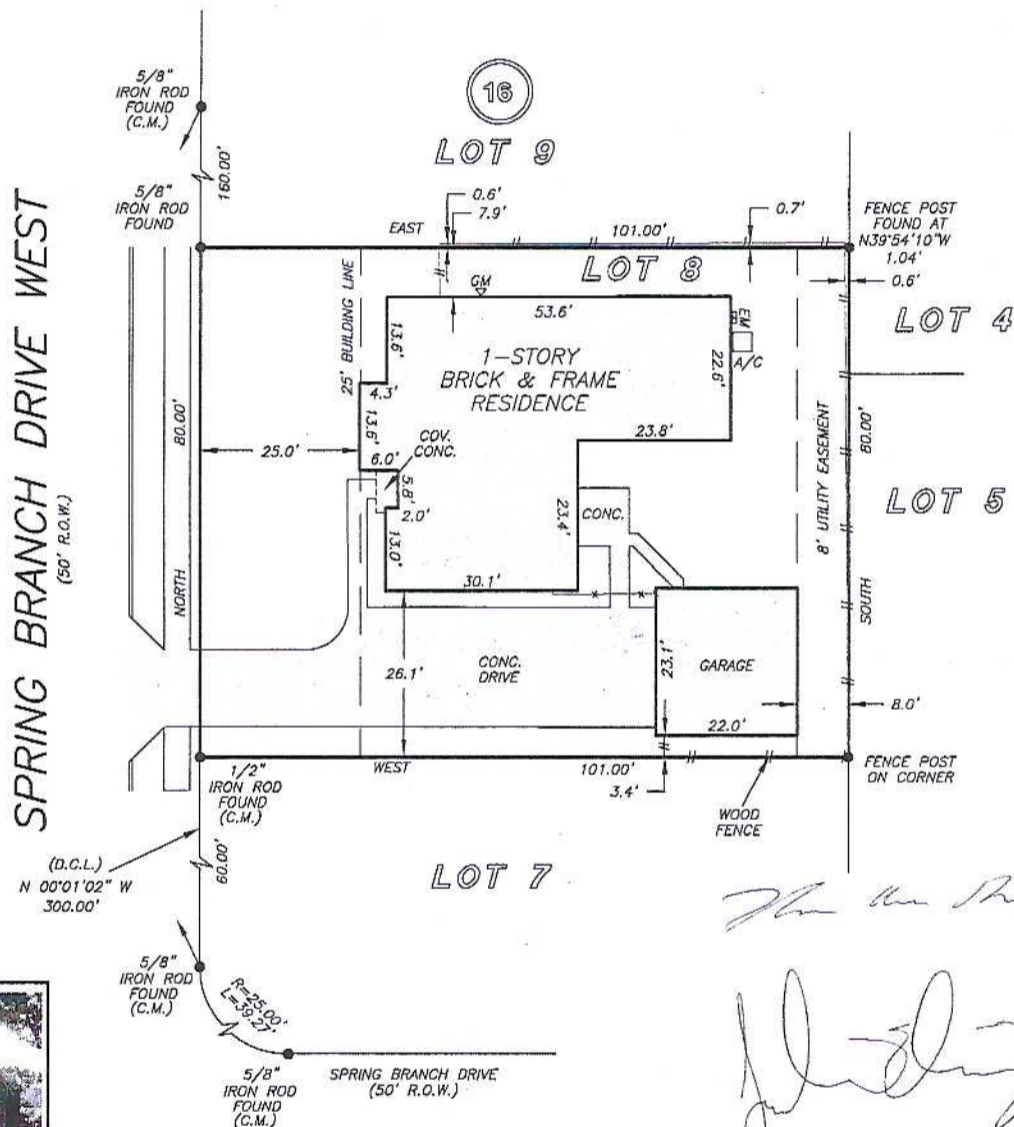 5/8"
IRON ROD
FOUND
(C.M.)
16
LOT 9
160.00'
5/8"
IRON ROD
FOUND
0.6'
7.9'
0.7'
EAST
101.00'
FENCE POST
FOUND AT
N39°54'10"W
1.04'
0.6'
LOT 8
SPRING BRANCH DRIVE WEST
(50' R.O.W.)
25' BUILDING LINE
GM
53.6'
EM
A/C
LOT 4
13.6'
1-STORY
BRICK & FRAME
RESIDENCE
22.6'
4.3'
80.00'
13.6'
COV.
CONC.
23.8'
8' UTILITY EASEMENT
80.00'
25.0'
6.0'
5.8'
2.0'
23.4'
CONC.
LOT 5
13.0'
30.1'
NORTH
SOUTH
26.1'
CONC.
DRIVE
23.1'
GARAGE
22.0'
8.0'
WEST
101.00'
3.4'
FENCE POST
ON CORNER
1/2"
IRON ROD
FOUND
(C.M.)
WOOD
FENCE
(D.C.L.)
N 00°01'02" W
300.00'
60.00'
LOT 7
5/8"
IRON ROD
FOUND
(C.M.)
R=25.00'
L=39.27'
5/8"
IRON ROD
FOUND
(C.M.)
SPRING BRANCH DRIVE
(50' R.O.W.)